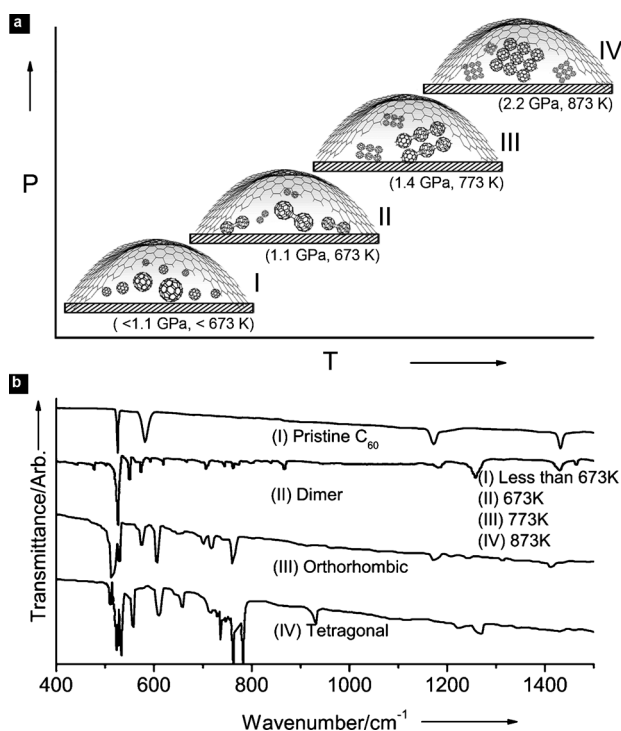 a
IV
(2.2 GPa, 873 K)
III
P
(1.4 GPa, 773 K)
II
(1.1 GPa, 673 K)
I
( <1.1 GPa, < 673 K)
T
b
Transmittance/Arb.
(I) Pristine C60
(I) Less than 673K
(II) Dimer
(II) 673K
(III) 773K
(IV) 873K
(III) Orthorhombic
(IV) Tetragonal
400 600 800 1000 1200 1400
Wavenumber/cm-1